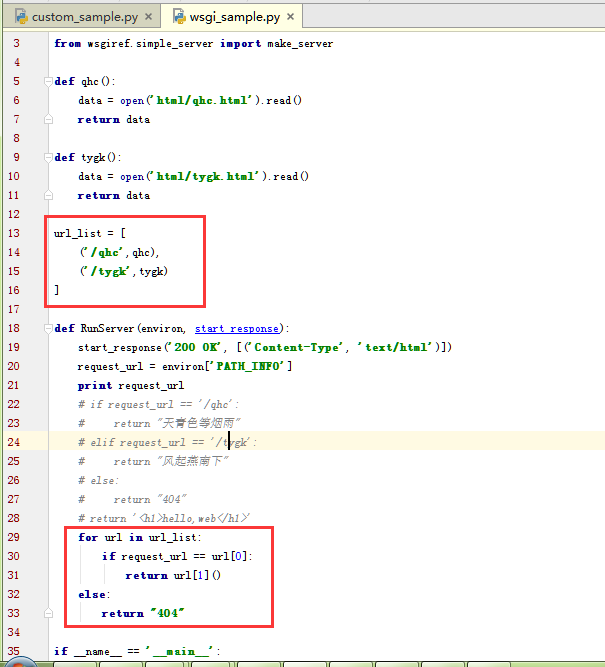 custom_sample.py × wsgi_sample.py ×
3 from wsgiref.simple_server import make_server
4
5 def qhc():
6     data = open('html/qhc.html').read()
7     return data
8
9 def tygk():
10     data = open('html/tygk.html').read()
11     return data
12
13 url_list = [
14     ('/qhc',qhc),
15     ('/tygk',tygk)
16 ]
17
18 def RunServer(environ, start_response):
19     start_response('200 OK', [('Content-Type', 'text/html')])
20     request_url = environ['PATH_INFO']
21     print request_url
22     # if request_url == '/qhc':
23     #     return "天青色等烟雨"
24     # elif request_url == '/tygk':
25     #     return "风起燕南下"
26     # else:
27     #     return "404"
28     # return '<h1>hello,web</h1>'
29     for url in url_list:
30         if request_url == url[0]:
31             return url[1]()
32     else:
33         return "404"
34
35 if __name__ == '__main__':